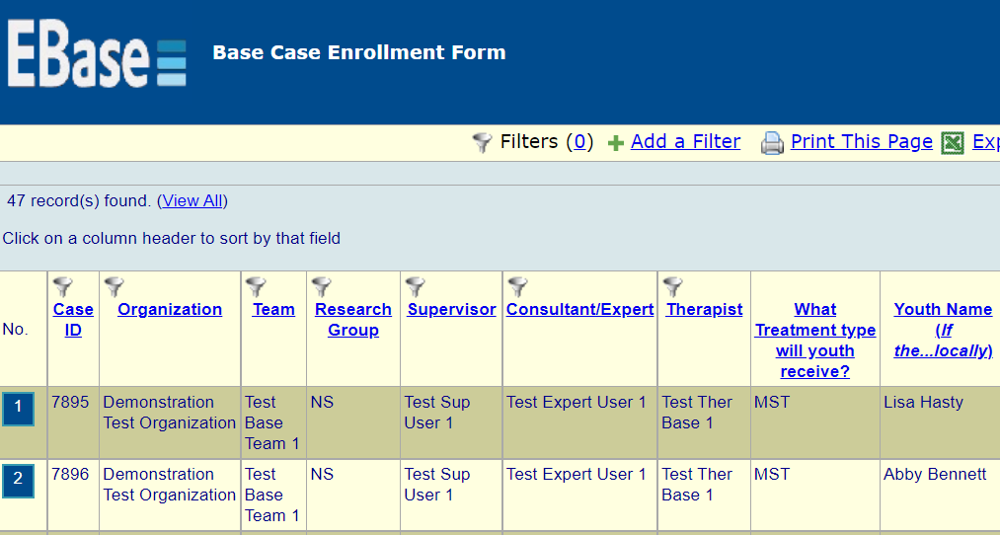 EBase
Base Case Enrollment Form
Filters (0) Add a Filter Print This Page Exp
47 record(s) found. (View All)
Click on a column header to sort by that field
No.
Case
ID
Organization
Team
Research
Group
Supervisor
Consultant/Expert
Therapist
What
Treatment type
will youth
receive?
Youth Name
(If
the...locally)
1
7895
Demonstration
Test Organization
Test
Base
Team 1
NS
Test Sup
User 1
Test Expert User 1
Test Ther
Base 1
MST
Lisa Hasty
2
7896
Demonstration
Test Organization
Test
Base
Team 1
NS
Test Sup
User 1
Test Expert User 1
Test Ther
Base 1
MST
Abby Bennett